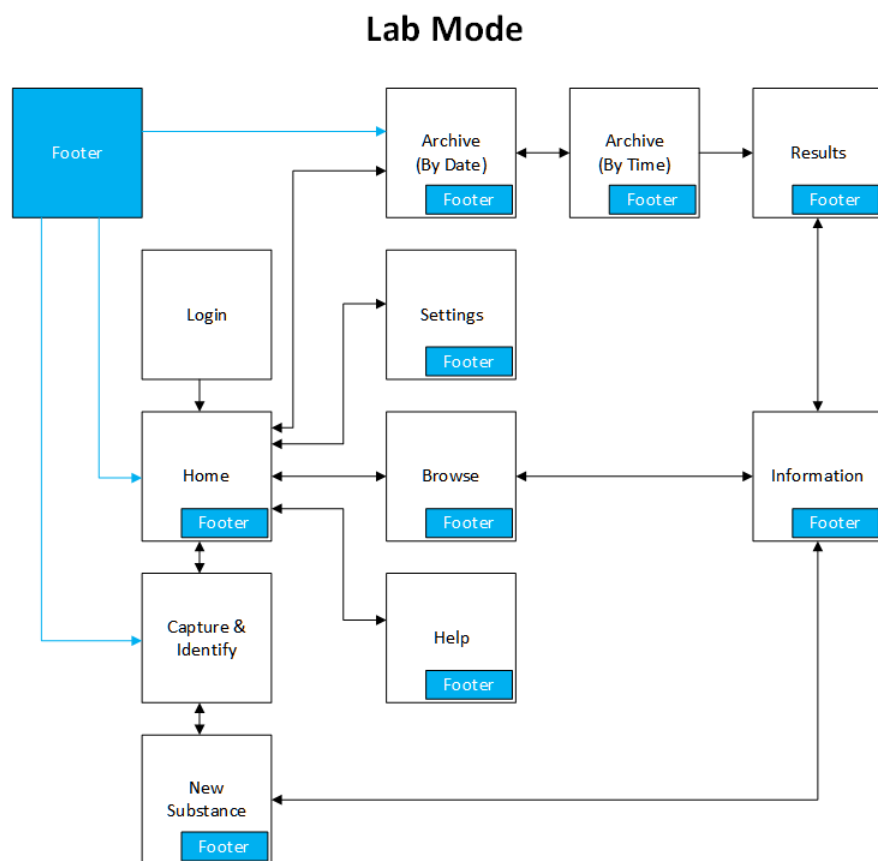 Lab Mode
Footer
Archive
(By Date)
Footer
Archive
(By Time)
Footer
Results
Footer
Login
Settings
Footer
Home
Footer
Browse
Footer
Information
Footer
Capture &
Identify
Help
Footer
New
Substance
Footer